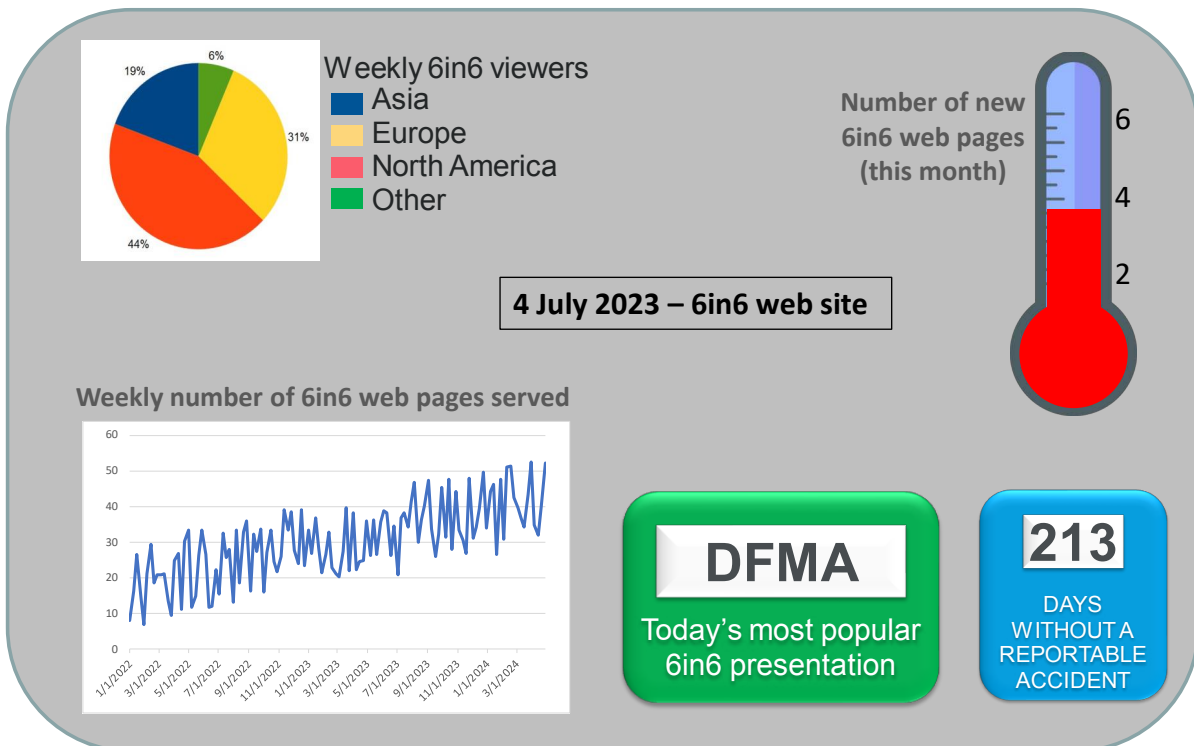 6%
19%
31%
44%
Weekly 6in6 viewers
Asia
Europe
North America
Other
Number of new
6in6 web pages
(this month)
6
4
2
4 July 2023 – 6in6 web site
Weekly number of 6in6 web pages served
60
50
40
30
20
10
0
1/1/2022
3/1/2022
5/1/2022
7/1/2022
9/1/2022
11/1/2022
1/1/2023
3/1/2023
5/1/2023
7/1/2023
9/1/2023
11/1/2023
1/1/2024
3/1/2024
DFMA
Today's most popular
6in6 presentation
213
DAYS
WITHOUT A
REPORTABLE
ACCIDENT